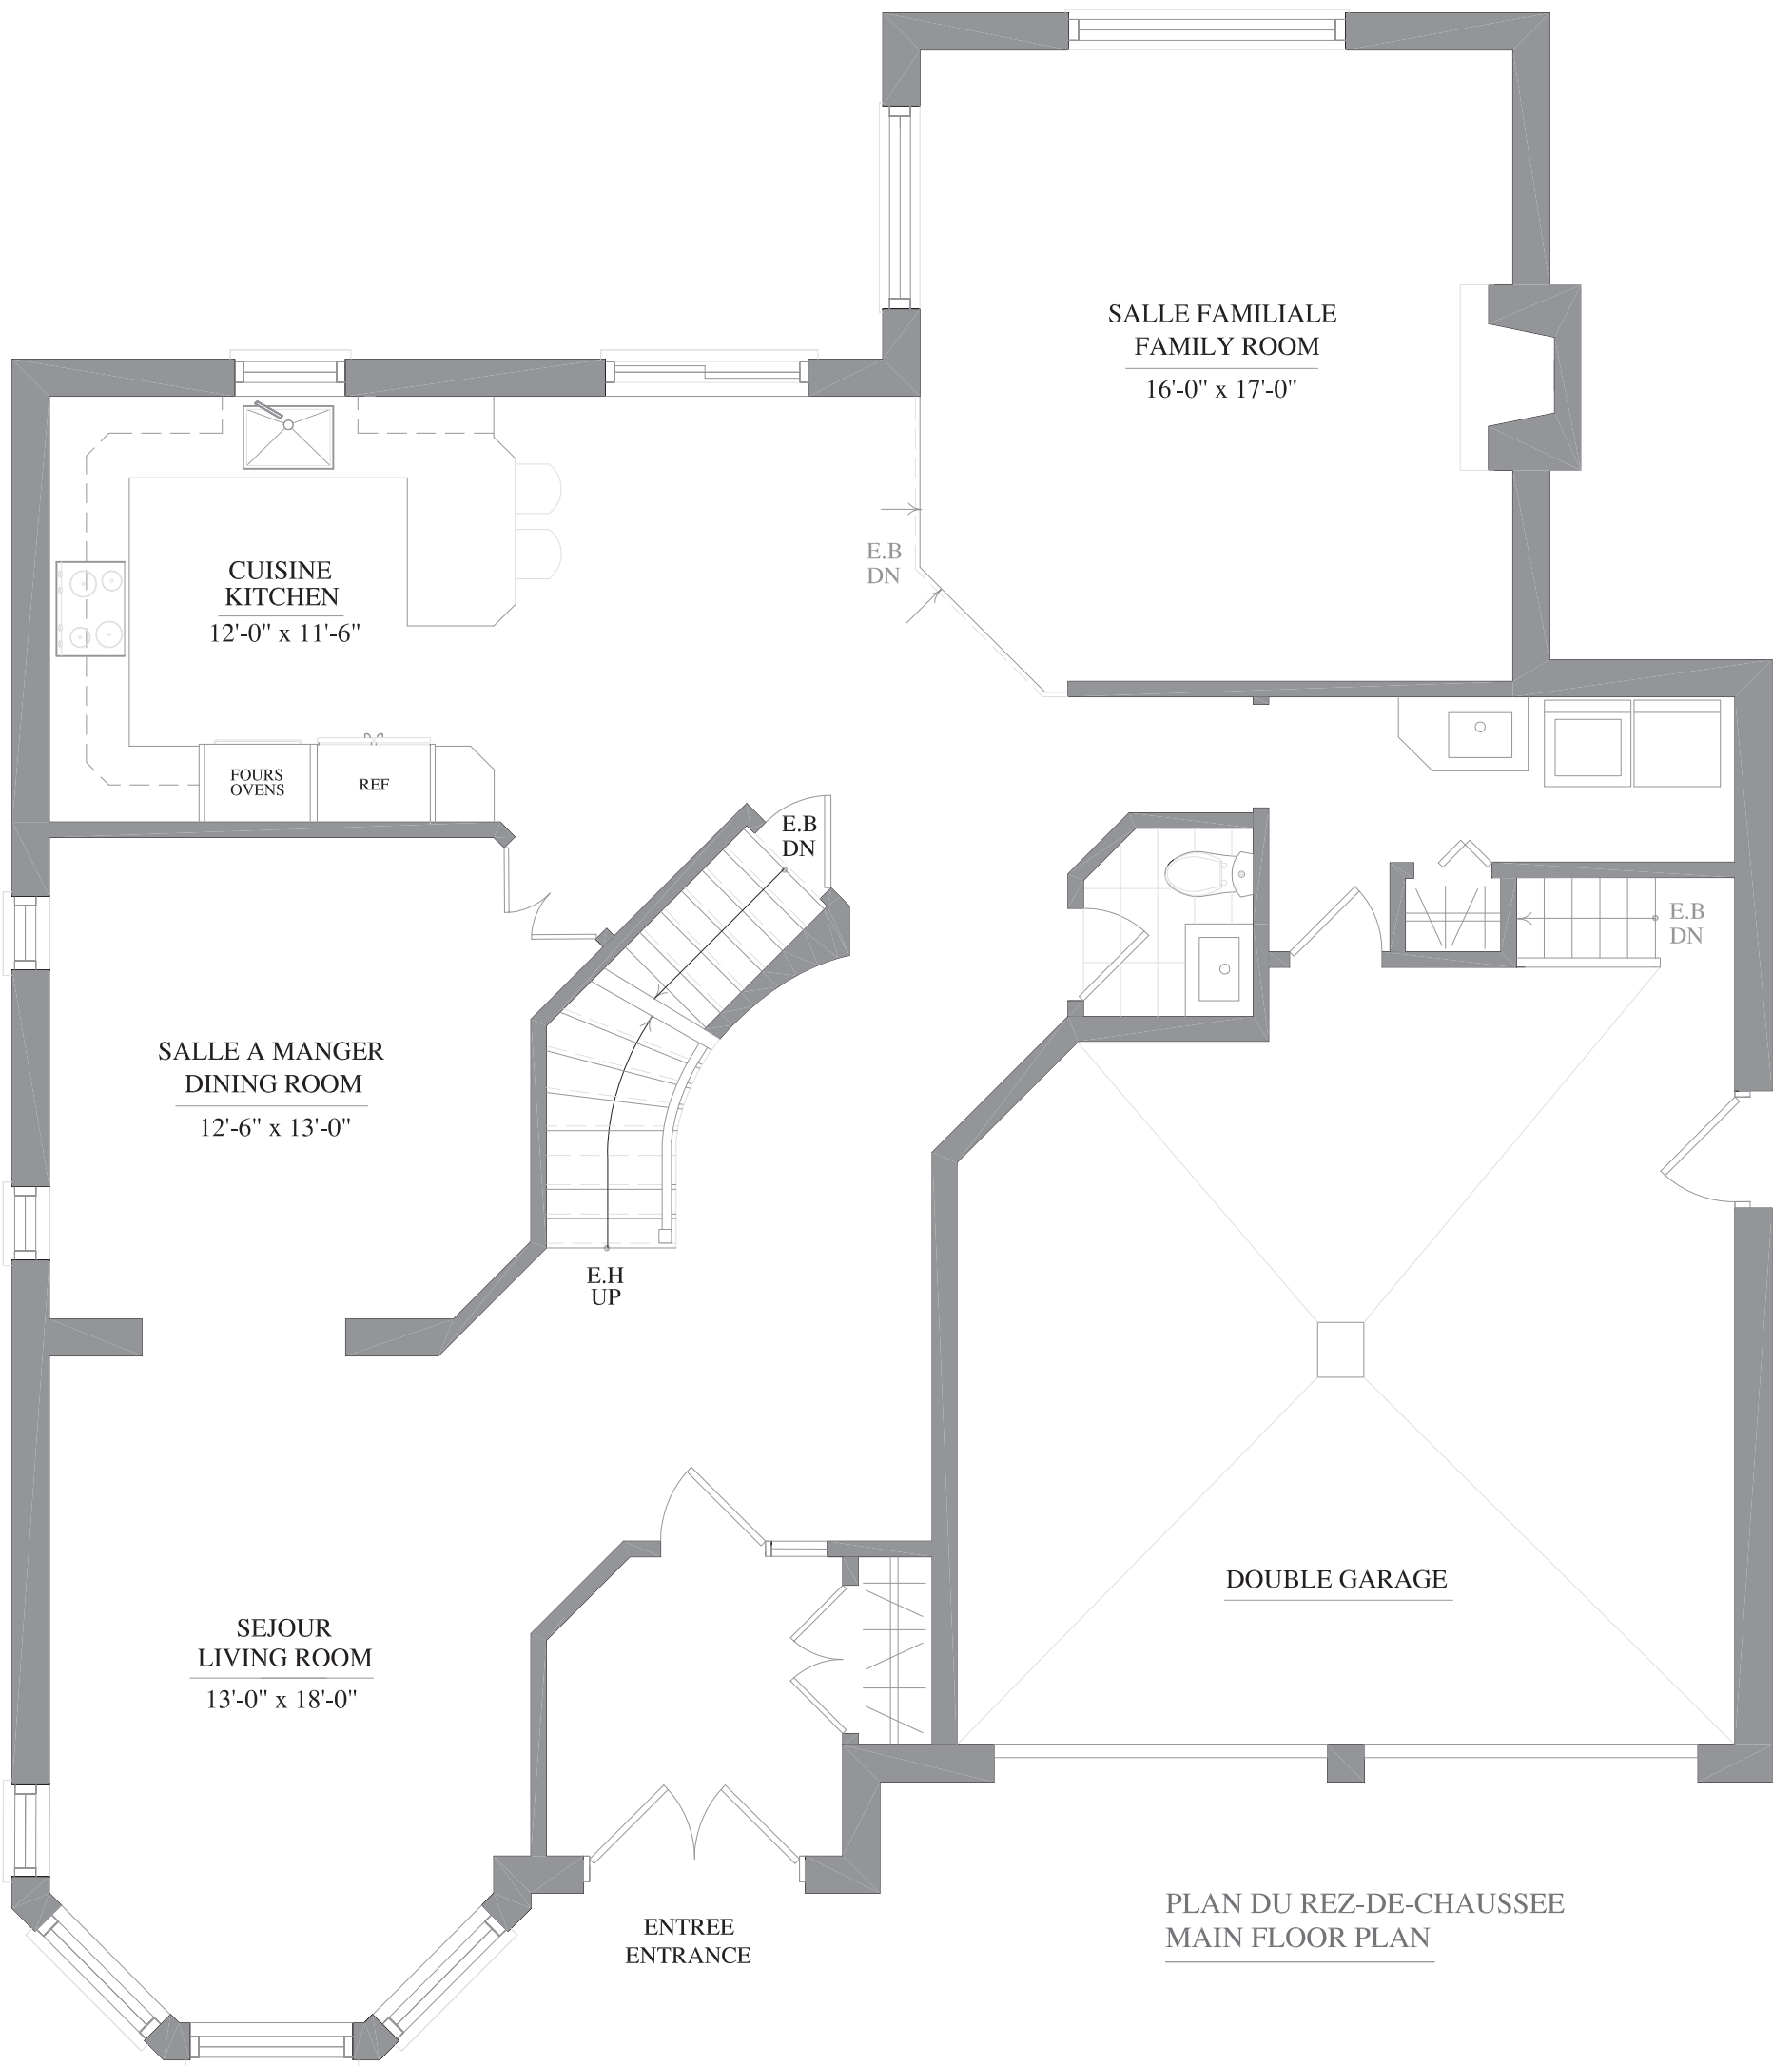 SALLE FAMILIALE
FAMILY ROOM
16'-0" x 17'-0"
E.B
DN
CUISINE
KITCHEN
12'-0" x 11'-6"
FOURS
OVENS
REF
E.B
DN
E.B
DN
SALLE A MANGER
DINING ROOM
12'-6" x 13'-0"
E.H
UP
DOUBLE GARAGE
SEJOUR
LIVING ROOM
13'-0" x 18'-0"
ENTREE
ENTRANCE
PLAN DU REZ-DE-CHAUSSEE
MAIN FLOOR PLAN